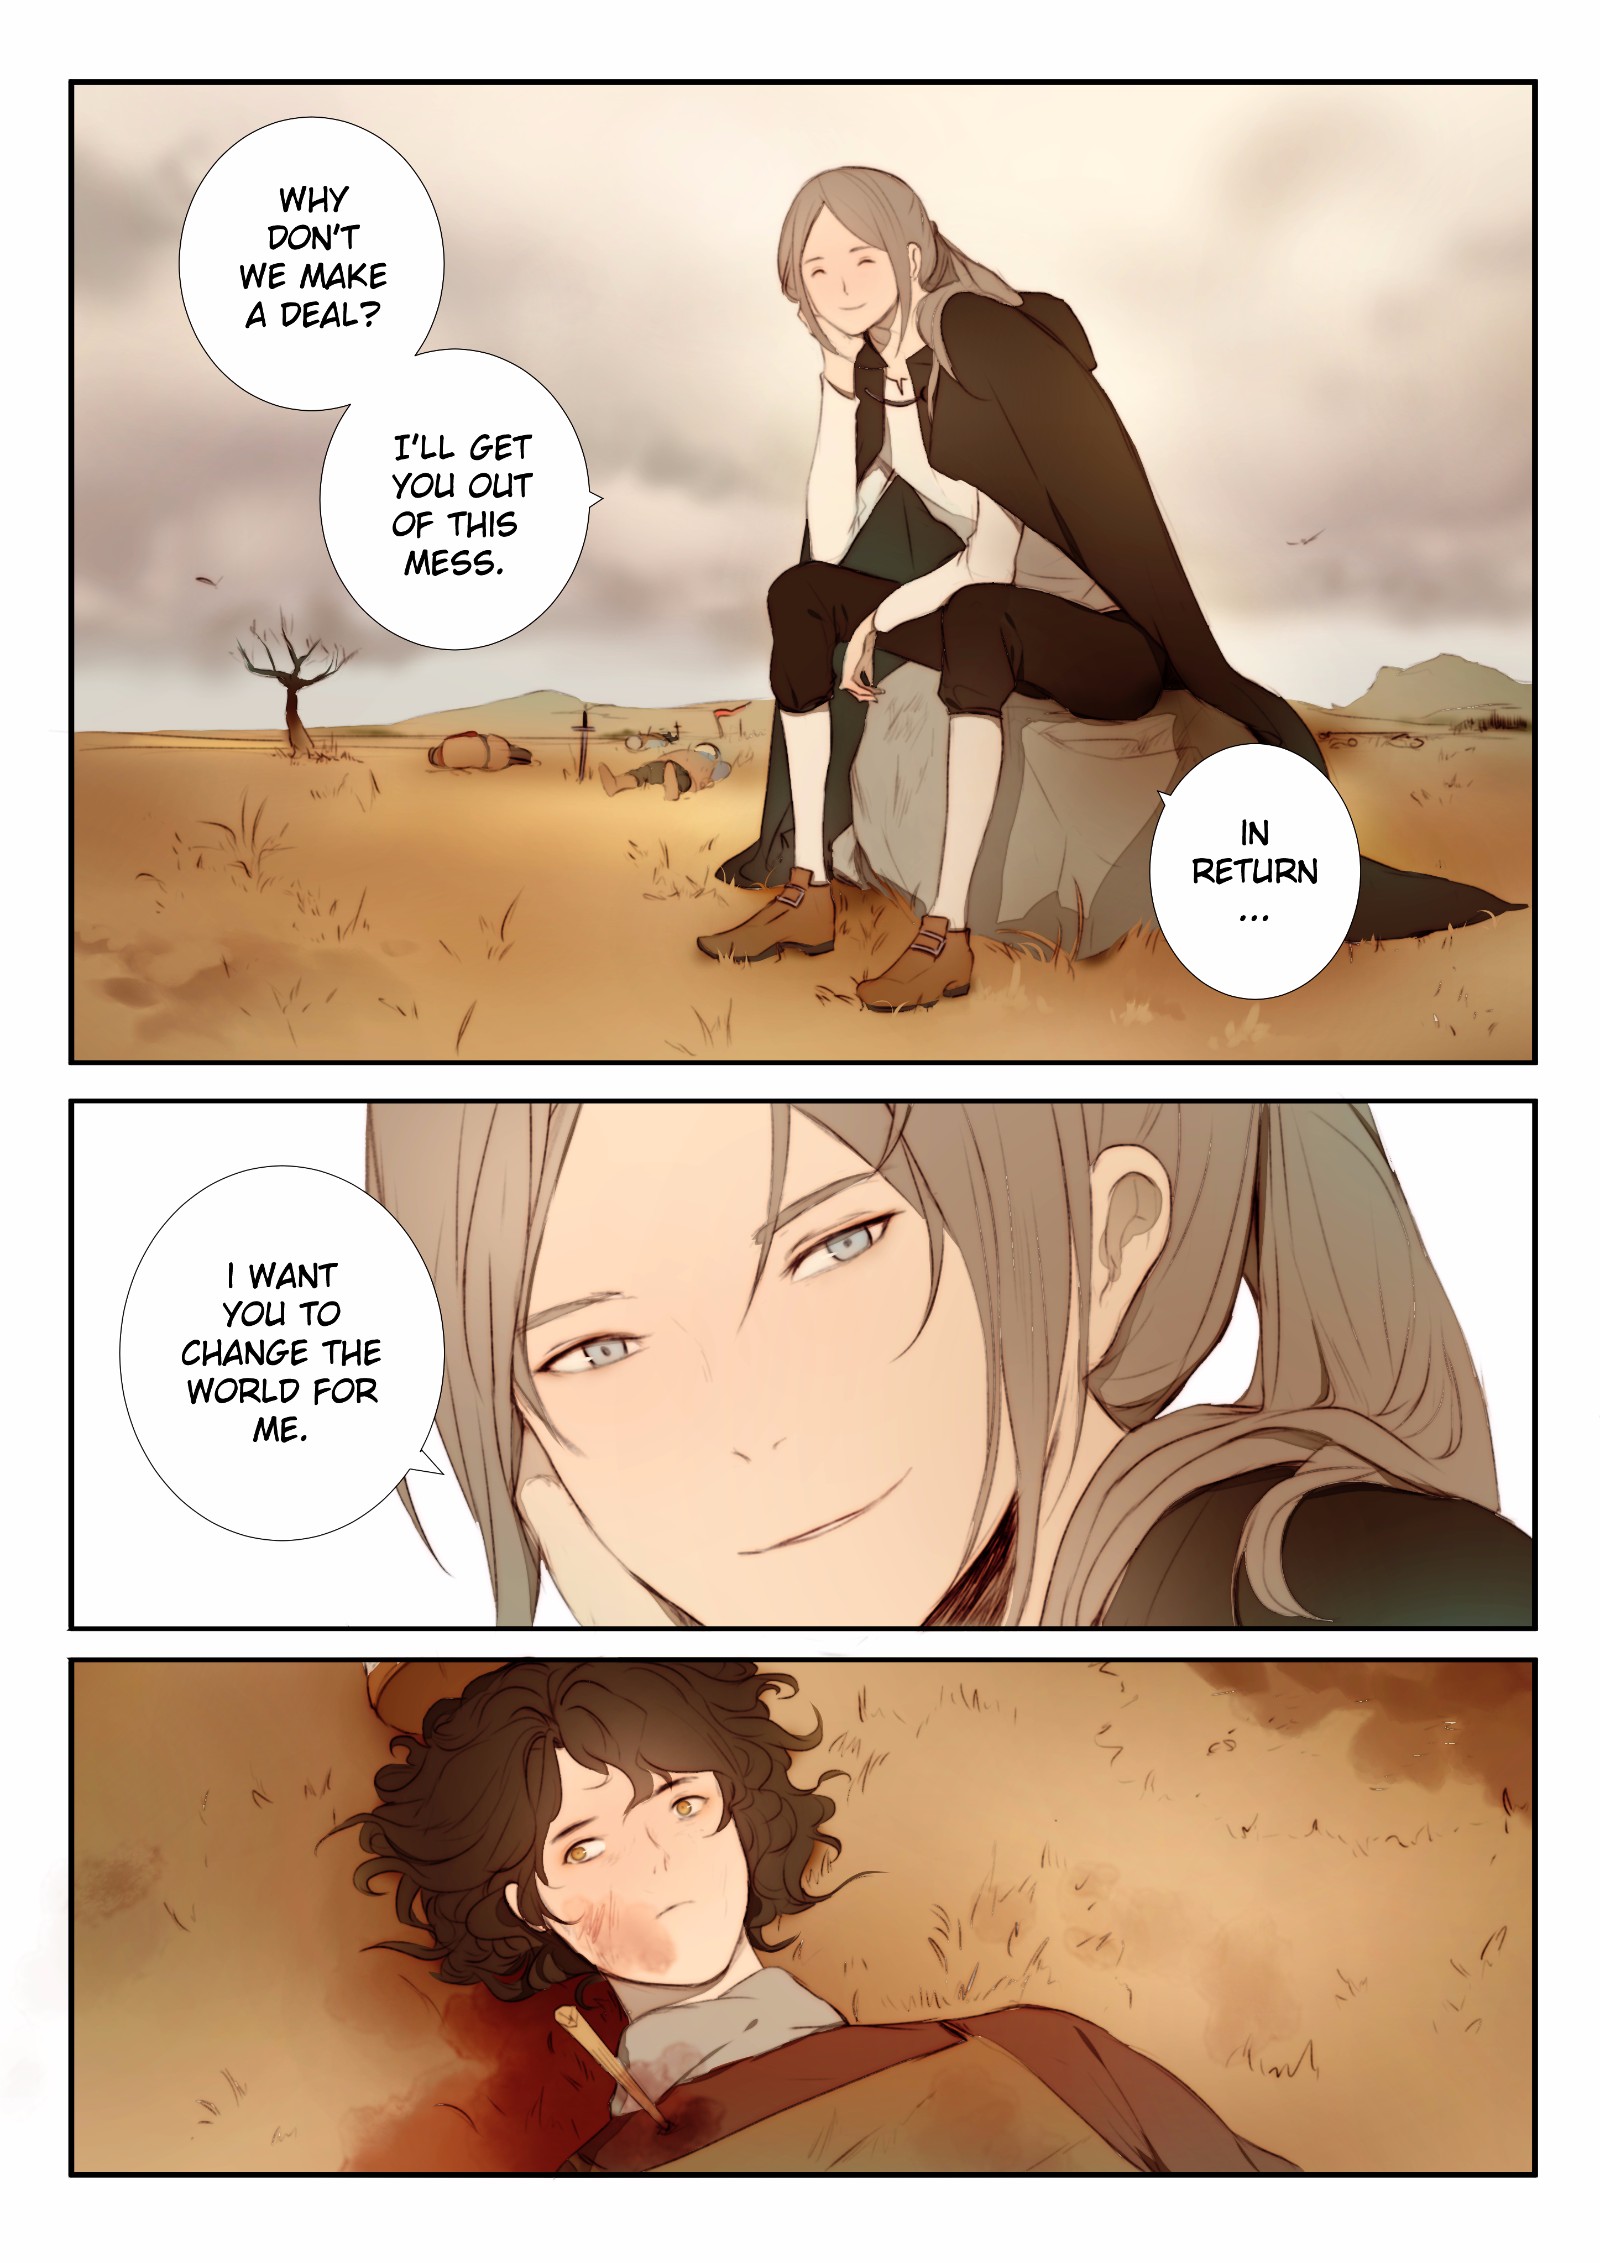 WHY
DON'T
WE MAKE
A DEAL?
I'LL GET
YOU OUT
OF THIS
MESS.
IN
RETURN
...
I WANT
YOU TO
CHANGE THE
WORLD FOR
ME.